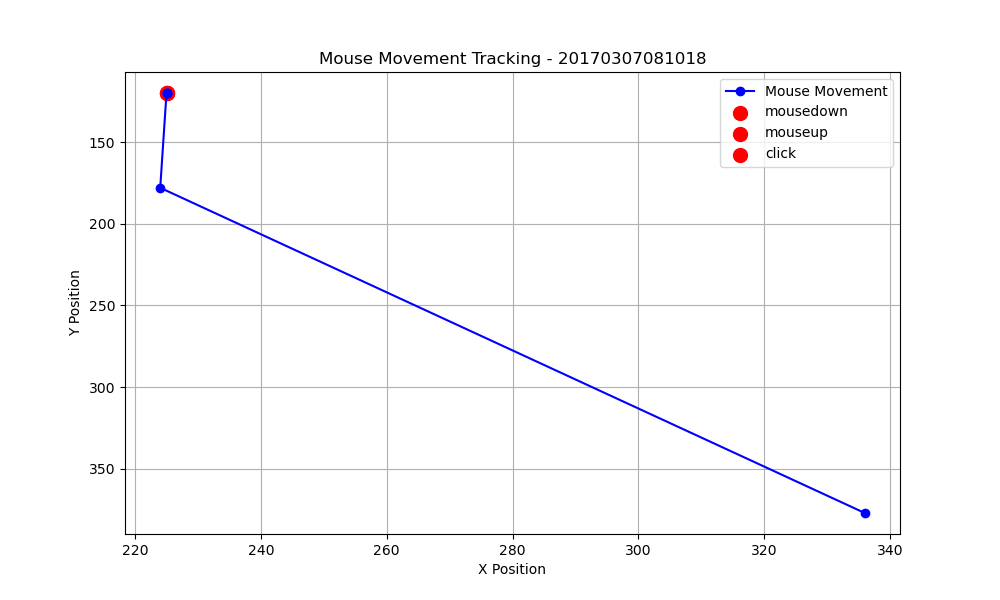 Mouse Movement Tracking - 20170307081018
Mouse Movement
mousedown
mouseup
click
150
200
250
300
350
Y Position
220
240
260
280
300
320
340
X Position